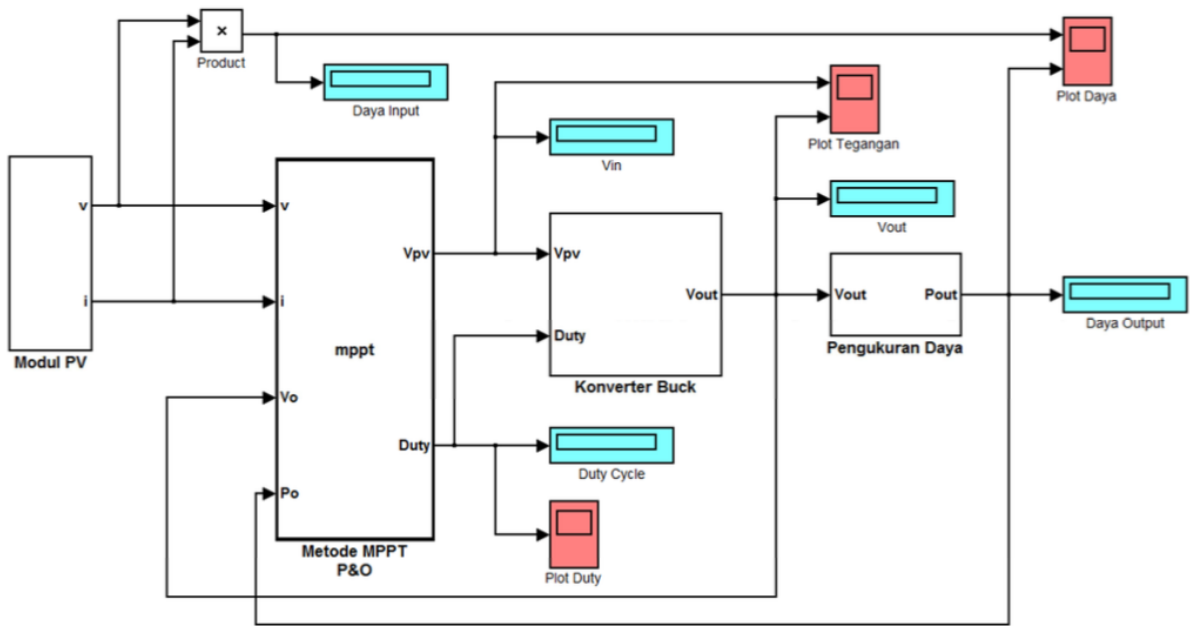 ×
Product
Daya Input
Plot Daya
Plot Tegangan
Vin
Vout
v
i
Modul PV
v
i
Vo
Po
mppt
Vpv
Duty
Metode MPPT
P&O
Vpv
Duty
Vout
Konverter Buck
Vout
Pout
Pengukuran Daya
Daya Output
Duty Cycle
Plot Duty